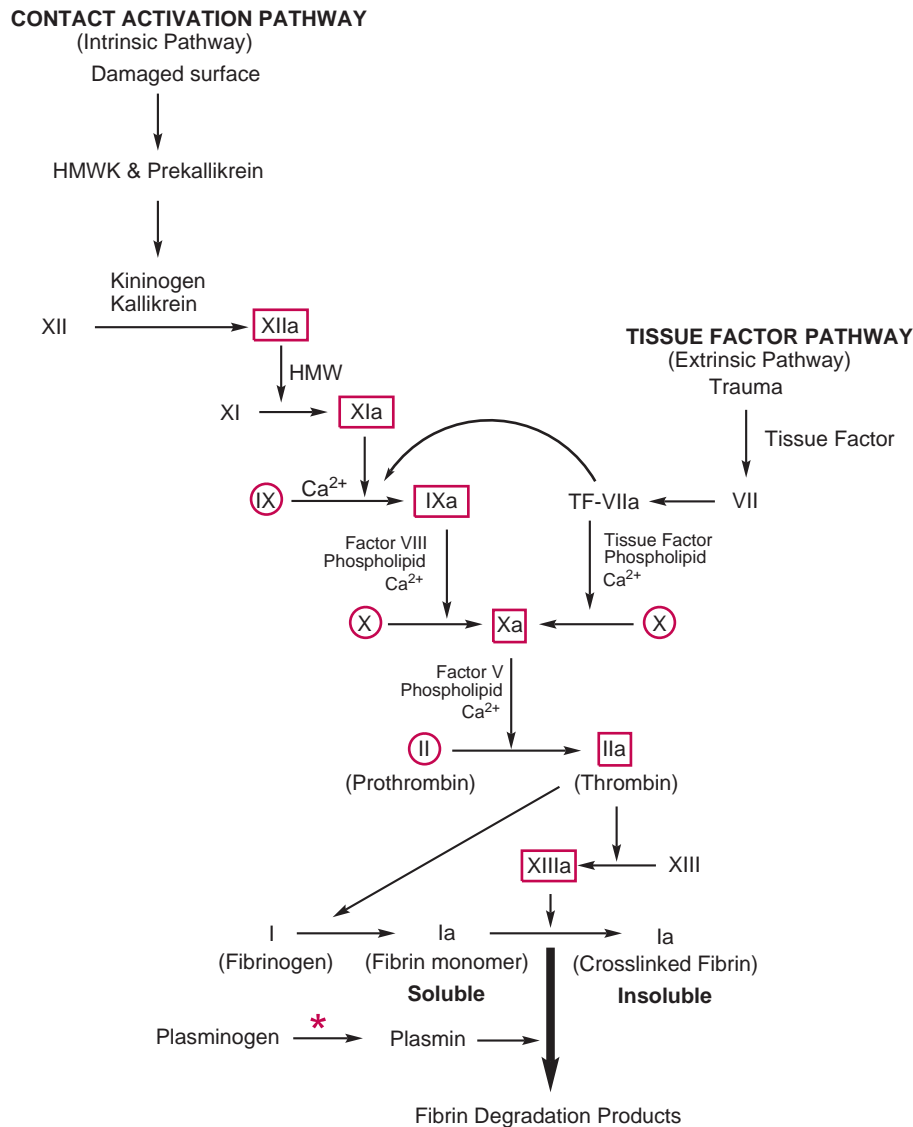 CONTACT ACTIVATION PATHWAY
(Intrinsic Pathway)
Damaged surface
HMWK & Prekallikrein
Kininogen
Kallikrein
XII
XIIa
TISSUE FACTOR PATHWAY
(Extrinsic Pathway)
Trauma
HMW
XI
XIa
Tissue Factor
IX
Ca2+
IXa
TF-VIIa
VII
Factor VIII
Phospholipid
Ca2+
Tissue Factor
Phospholipid
Ca2+
X
Xa
X
Factor V
Phospholipid
Ca2+
II
IIa
(Prothrombin)
(Thrombin)
XIIIa
XIII
I
Ia
Ia
(Fibrinogen)
(Fibrin monomer)
(Crosslinked Fibrin)
Soluble
Insoluble
*
Plasminogen
Plasmin
Fibrin Degradation Products